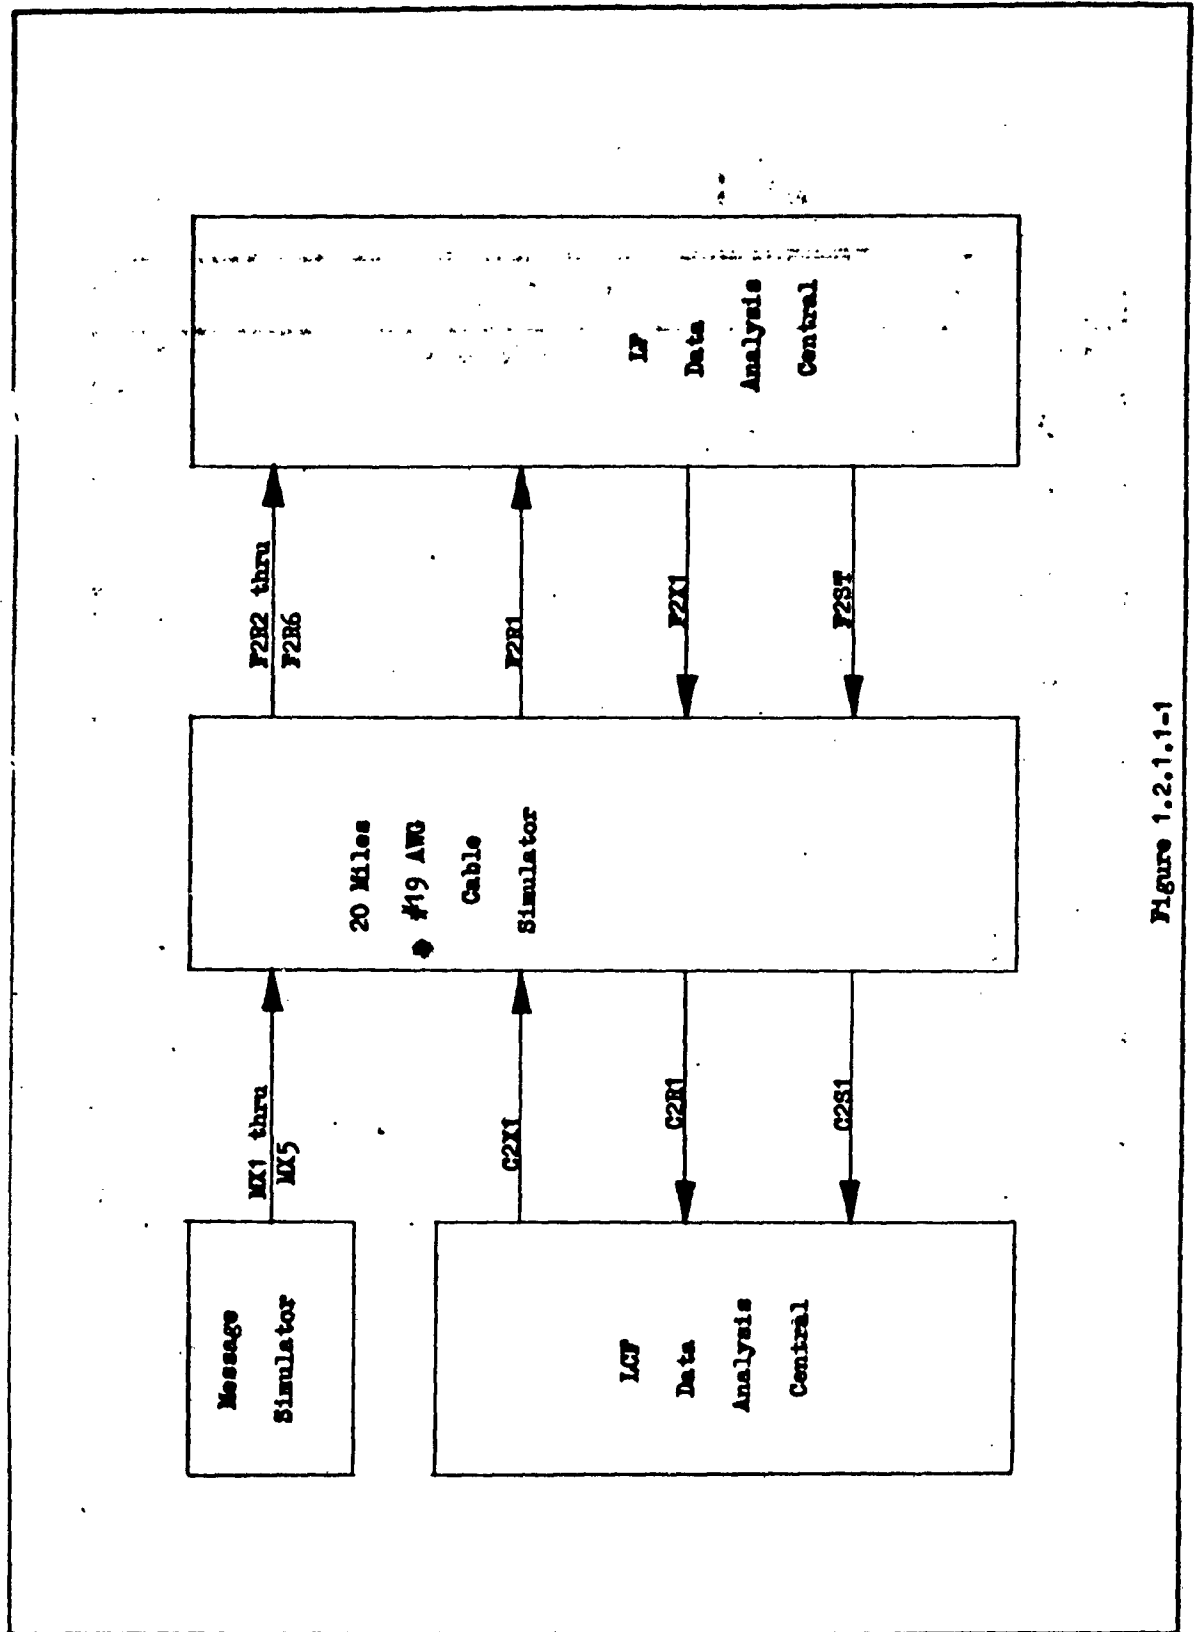 Message
Simulator
MX1 thru
MX5
20 Miles
#19 AWG
Cable
Simulator
F2R2 thru
F2R6
LCF
Data
Analysis
Central
C2X1
C2R1
C2S1
F2R1
F2X1
F2ST
LF
Data
Analysis
Central
Figure 1.2.1.1-1